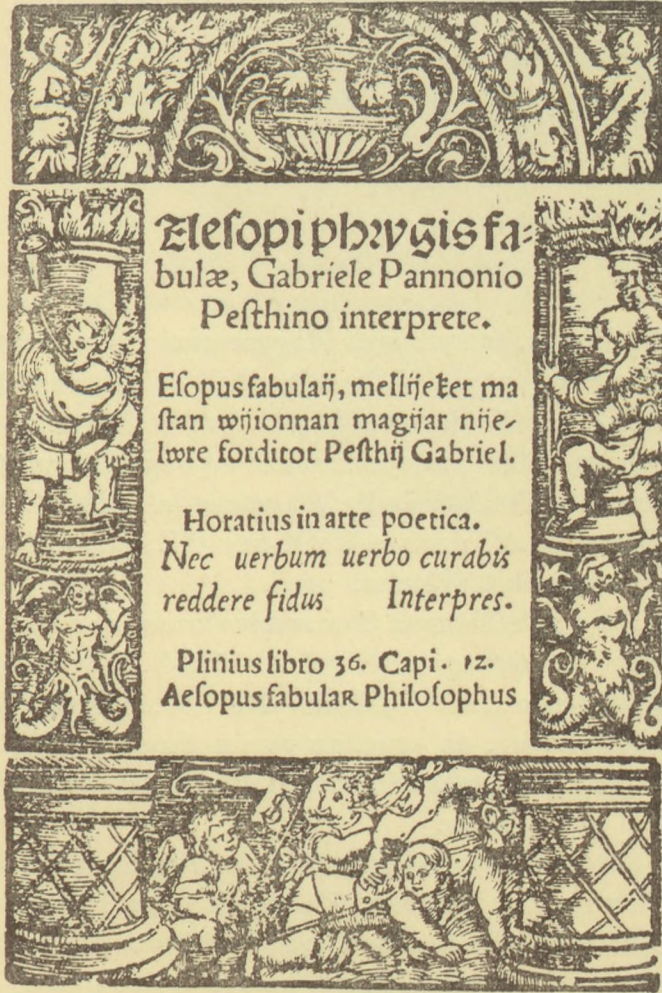 Aeſopi phrygis fa⸗
bulæ, Gabriele Pannonio
Peſthino interprete.
Eſopus fabulaij, mellijeket ma
ſtan wijionnan magijar nije⸗
lwre forditot Peſthij Gabriel.
Horatius in arte poetica.
Nec uerbum uerbo curabis
reddere fidus Interpres.
Plinius libro 36. Capi. 12.
Aeſopus fabulaꝝ Philoſophus